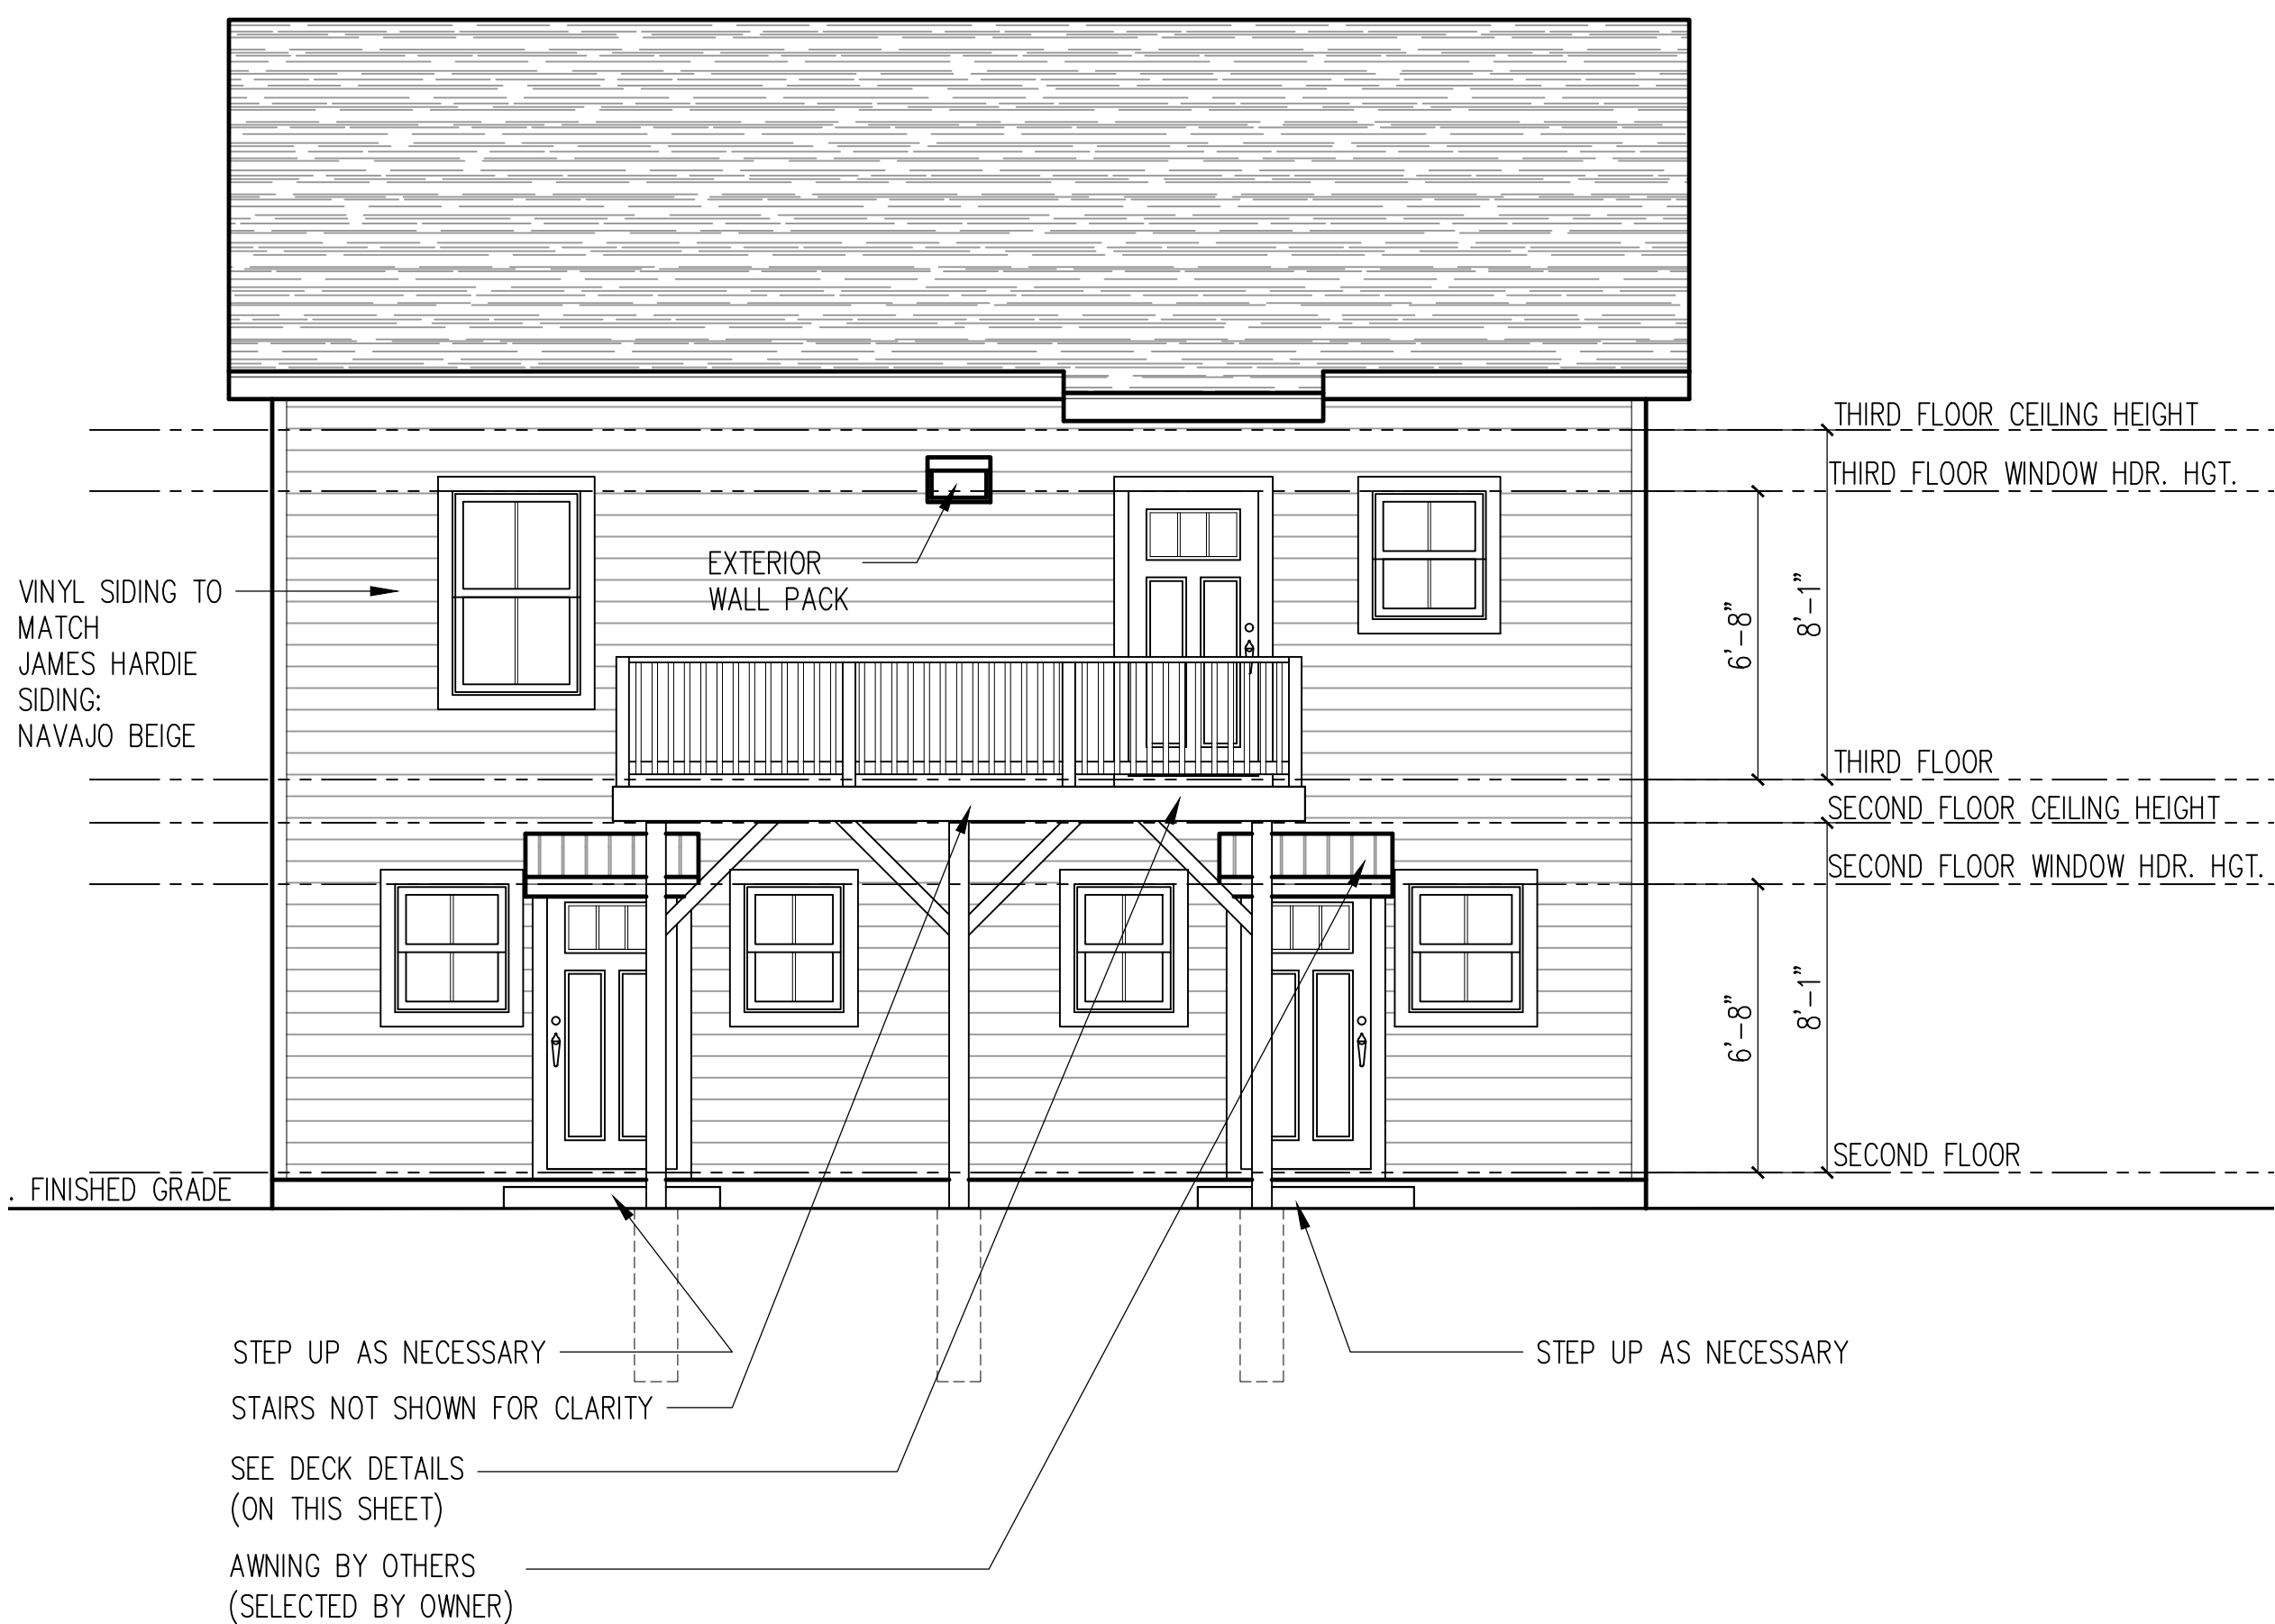 THIRD FLOOR CEILING HEIGHT
THIRD FLOOR WINDOW HDR. HGT.
EXTERIOR
WALL PACK
VINYL SIDING TO
MATCH
JAMES HARDIE
SIDING:
NAVAJO BEIGE
6'-8"
8'-1"
THIRD FLOOR
SECOND FLOOR CEILING HEIGHT
SECOND FLOOR WINDOW HDR. HGT.
6'-8"
8'-1"
SECOND FLOOR
. FINISHED GRADE
STEP UP AS NECESSARY
STEP UP AS NECESSARY
STAIRS NOT SHOWN FOR CLARITY
SEE DECK DETAILS
(ON THIS SHEET)
AWNING BY OTHERS
(SELECTED BY OWNER)